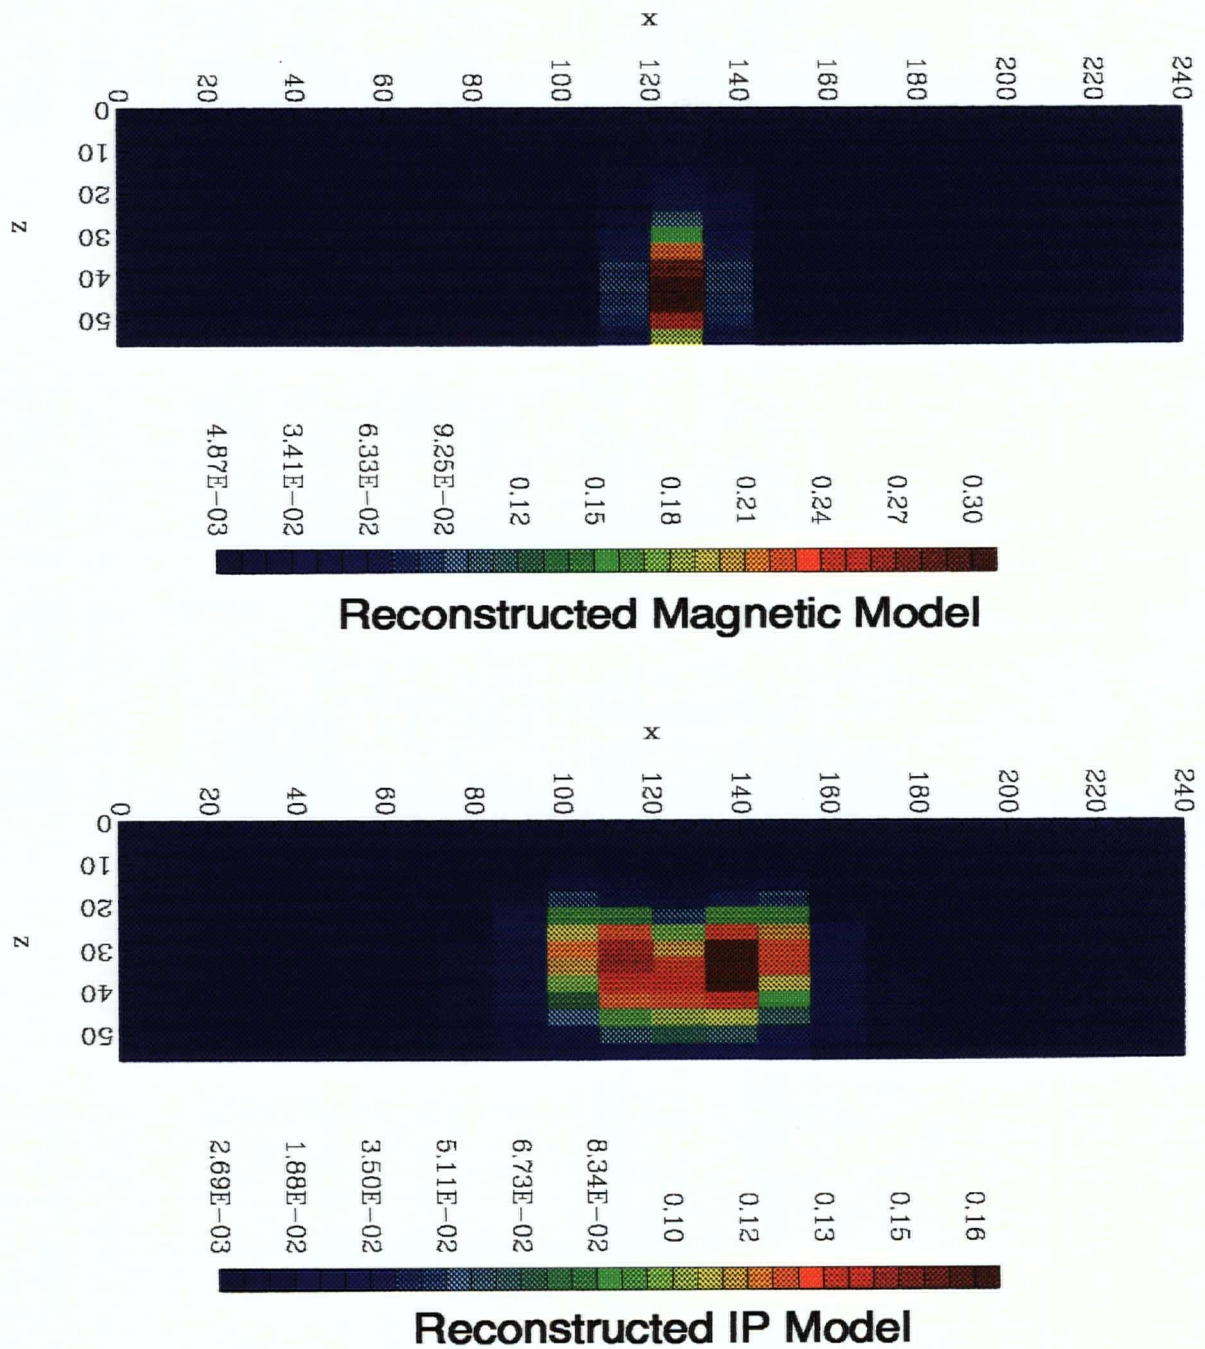 x
0 20 40 60 80 100 120 140 160 180 200 220 240
0
10
20
30
40
50
z
4.87E-03 3.41E-02 6.33E-02 9.25E-02 0.12 0.15 0.18 0.21 0.24 0.27 0.30
Reconstructed Magnetic Model
x
0 20 40 60 80 100 120 140 160 180 200 220 240
0
10
20
30
40
50
z
2.69E-03 1.88E-02 3.50E-02 5.11E-02 6.73E-02 8.34E-02 0.10 0.12 0.13 0.15 0.16
Reconstructed IP Model